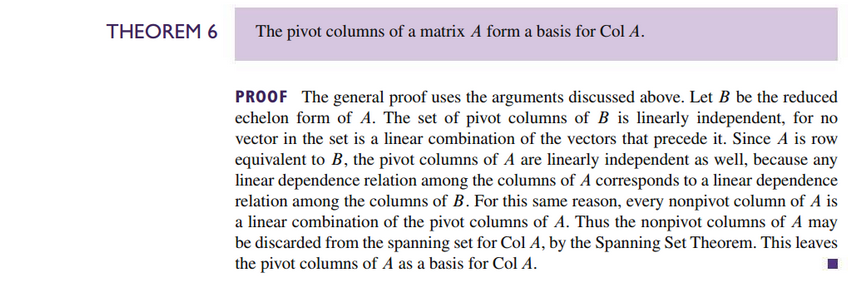 THEOREM 6 The pivot columns of a matrix A form a basis for Col A.
PROOF The general proof uses the arguments discussed above. Let B be the reduced
echelon form of A. The set of pivot columns of B is linearly independent, for no
vector in the set is a linear combination of the vectors that precede it. Since A is row
equivalent to B, the pivot columns of A are linearly independent as well, because any
linear dependence relation among the columns of A corresponds to a linear dependence
relation among the columns of B. For this same reason, every nonpivot column of A is
a linear combination of the pivot columns of A. Thus the nonpivot columns of A may
be discarded from the spanning set for Col A, by the Spanning Set Theorem. This leaves
the pivot columns of A as a basis for Col A.